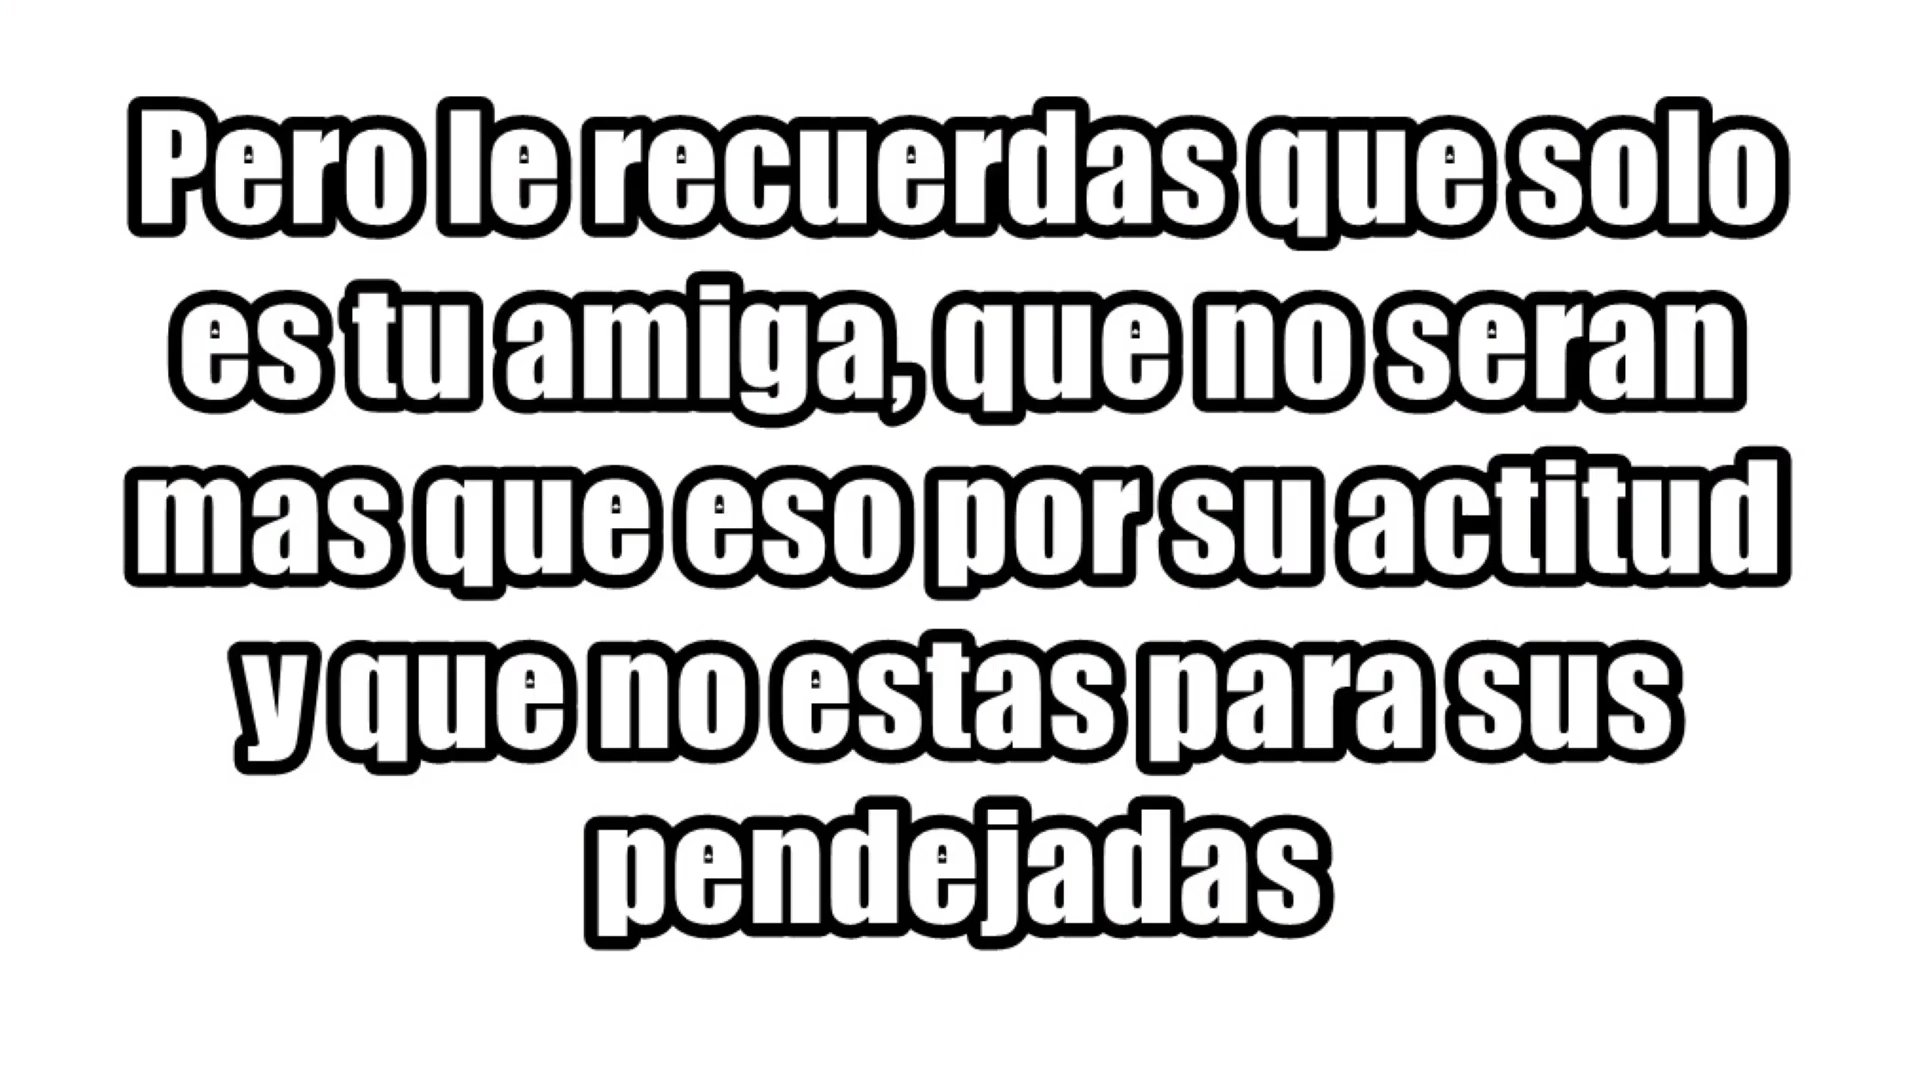 Pero le recuerdas que solo
es tu amiga, que no seran
mas que eso por su actitud
y que no estas para sus
pendejadas